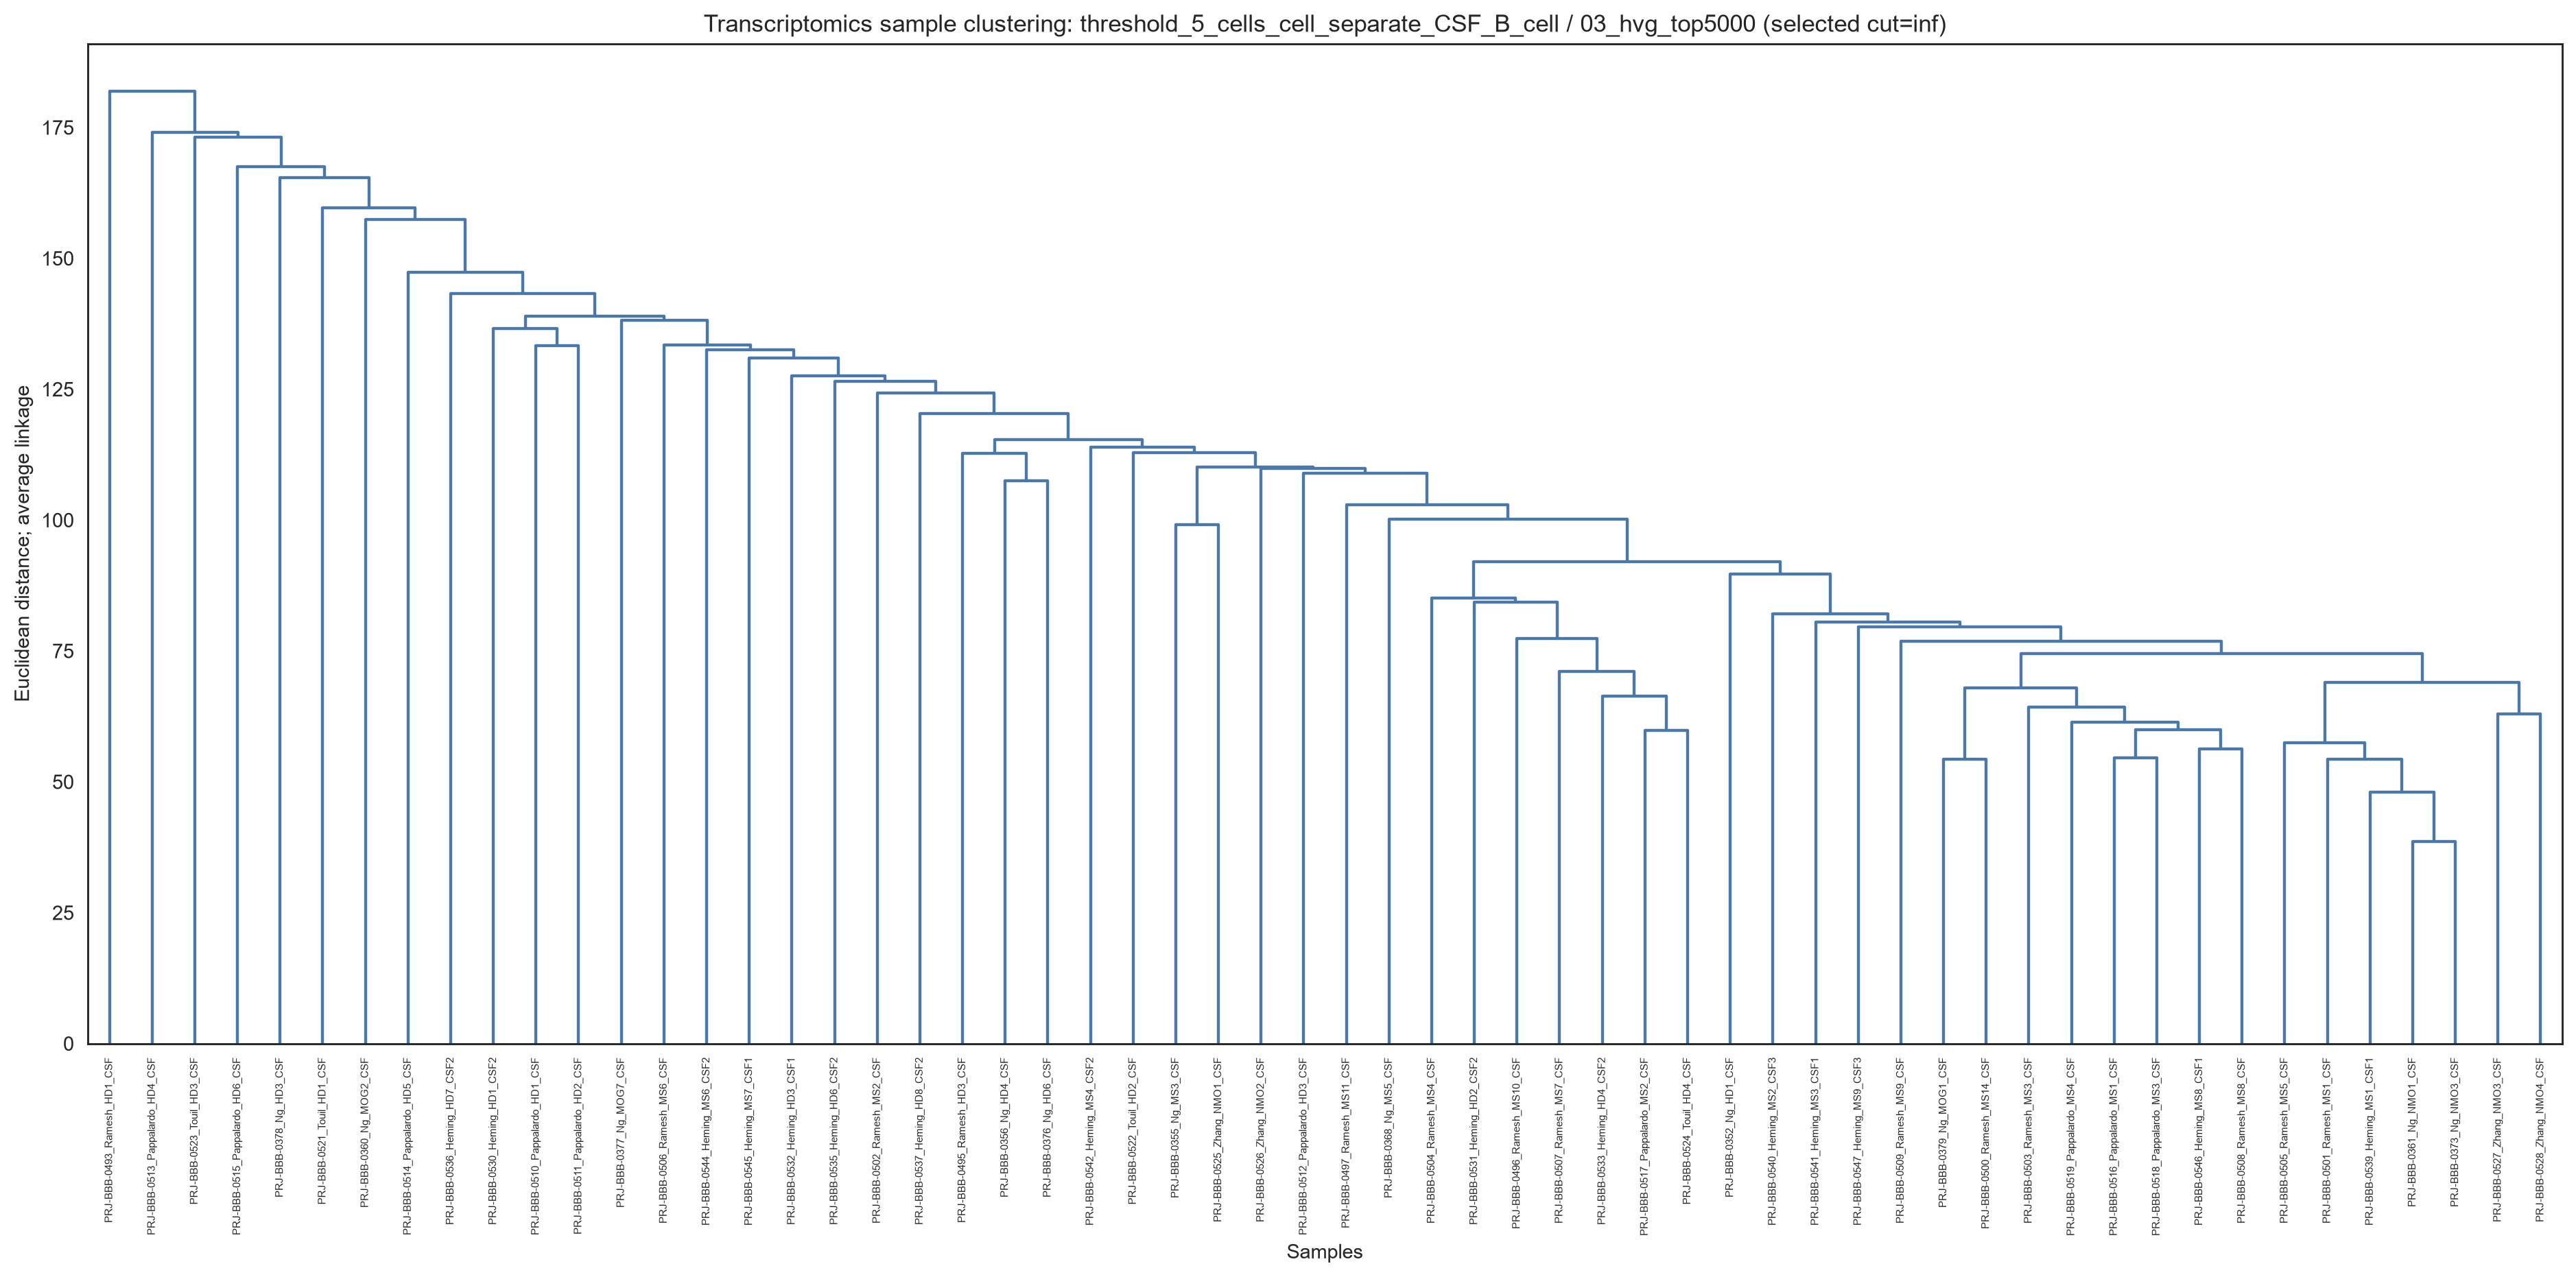 Transcriptomics sample clustering: threshold_5_cells_cell_separate_CSF_B_cell / 03_hvg_top5000 (selected cut=inf)
Euclidean distance; average linkage
175
150
125
100
75
50
25
0
PRJ-BBB-0493_Ramesh_HD1_CSF
PRJ-BBB-0513_Pappalardo_HD4_CSF
PRJ-BBB-0523_Touil_HD3_CSF
PRJ-BBB-0515_Pappalardo_HD6_CSF
PRJ-BBB-0378_Ng_HD3_CSF
PRJ-BBB-0521_Touil_HD1_CSF
PRJ-BBB-0360_Ng_MOG2_CSF
PRJ-BBB-0514_Pappalardo_HD5_CSF
PRJ-BBB-0536_Heming_HD7_CSF2
PRJ-BBB-0530_Heming_HD1_CSF2
PRJ-BBB-0510_Pappalardo_HD1_CSF
PRJ-BBB-0511_Pappalardo_HD2_CSF
PRJ-BBB-0377_Ng_MOG7_CSF
PRJ-BBB-0506_Ramesh_MS6_CSF
PRJ-BBB-0544_Heming_MS6_CSF2
PRJ-BBB-0545_Heming_MS7_CSF1
PRJ-BBB-0532_Heming_HD3_CSF1
PRJ-BBB-0535_Heming_HD6_CSF2
PRJ-BBB-0502_Ramesh_MS2_CSF
PRJ-BBB-0537_Heming_HD8_CSF2
PRJ-BBB-0495_Ramesh_HD3_CSF
PRJ-BBB-0356_Ng_HD4_CSF
PRJ-BBB-0376_Ng_HD6_CSF
PRJ-BBB-0542_Heming_MS4_CSF2
PRJ-BBB-0522_Touil_HD2_CSF
PRJ-BBB-0355_Ng_MS3_CSF
PRJ-BBB-0525_Zhang_NMO1_CSF
PRJ-BBB-0526_Zhang_NMO2_CSF
PRJ-BBB-0512_Pappalardo_HD3_CSF
PRJ-BBB-0497_Ramesh_MS11_CSF
PRJ-BBB-0368_Ng_MS5_CSF
PRJ-BBB-0504_Ramesh_MS4_CSF
PRJ-BBB-0531_Heming_HD2_CSF2
PRJ-BBB-0496_Ramesh_MS10_CSF
PRJ-BBB-0507_Ramesh_MS7_CSF
PRJ-BBB-0533_Heming_HD4_CSF2
PRJ-BBB-0517_Pappalardo_MS2_CSF
PRJ-BBB-0524_Touil_HD4_CSF
PRJ-BBB-0352_Ng_HD1_CSF
PRJ-BBB-0540_Heming_MS2_CSF3
PRJ-BBB-0541_Heming_MS3_CSF1
PRJ-BBB-0547_Heming_MS9_CSF3
PRJ-BBB-0509_Ramesh_MS9_CSF
PRJ-BBB-0379_Ng_MOG1_CSF
PRJ-BBB-0500_Ramesh_MS14_CSF
PRJ-BBB-0503_Ramesh_MS3_CSF
PRJ-BBB-0519_Pappalardo_MS4_CSF
PRJ-BBB-0516_Pappalardo_MS1_CSF
PRJ-BBB-0518_Pappalardo_MS3_CSF
PRJ-BBB-0546_Heming_MS8_CSF1
PRJ-BBB-0508_Ramesh_MS8_CSF
PRJ-BBB-0505_Ramesh_MS5_CSF
PRJ-BBB-0501_Ramesh_MS1_CSF
PRJ-BBB-0539_Heming_MS1_CSF1
PRJ-BBB-0361_Ng_NMO1_CSF
PRJ-BBB-0373_Ng_NMO3_CSF
PRJ-BBB-0527_Zhang_NMO3_CSF
PRJ-BBB-0528_Zhang_NMO4_CSF
Samples